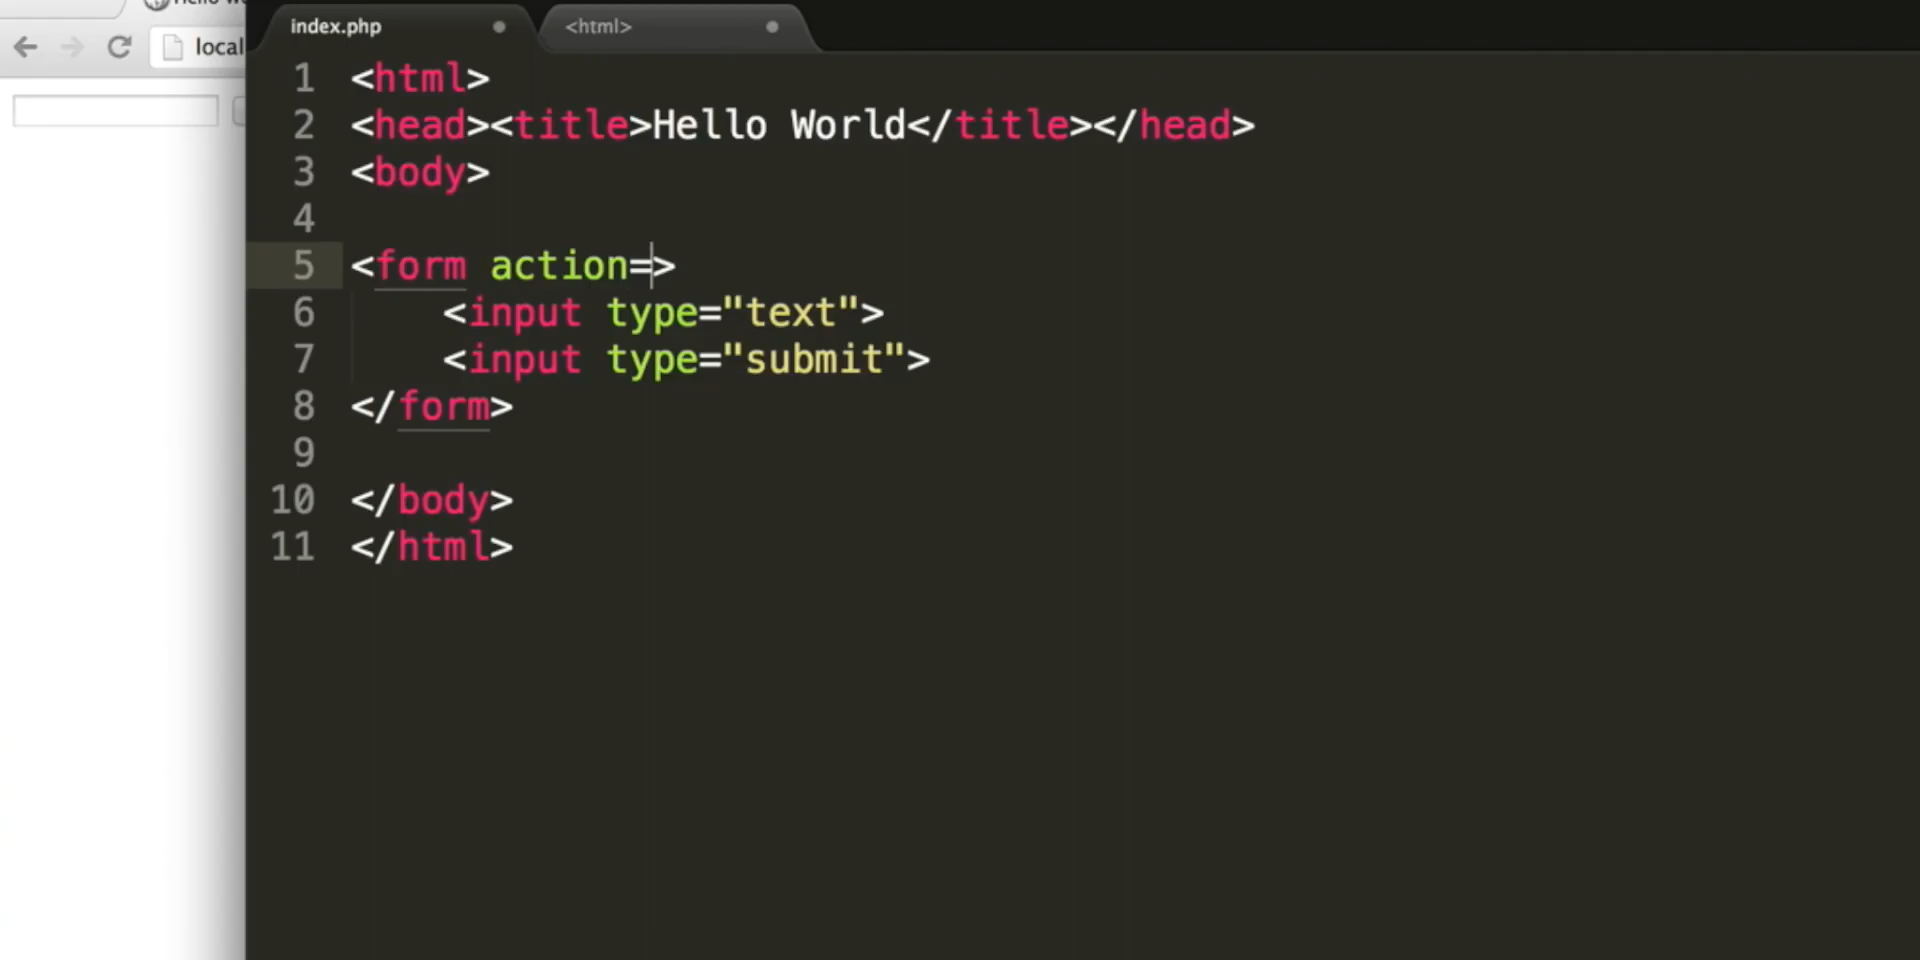 Hello
local
index.php
<html>
1 <html>
2 <head><title>Hello World</title></head>
3 <body>
4
5 <form action=>
6 <input type="text">
7 <input type="submit">
8 </form>
9
10 </body>
11 </html>